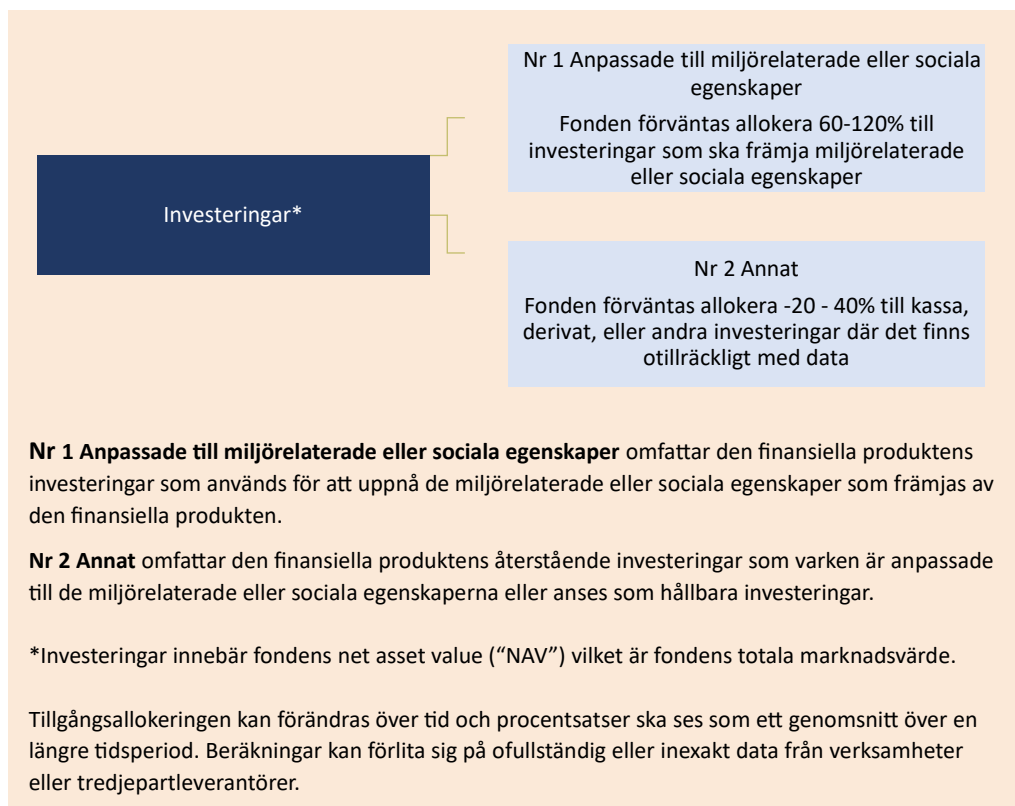 Nr 1 Anpassade till miljörelaterade eller sociala
egenskaper
Fonden förväntas allokera 60-120% till
investeringar som ska främja miljörelaterade
eller sociala egenskaper
Investeringar*
Nr 2 Annat
Fonden förväntas allokera -20 - 40% till kassa,
derivat, eller andra investeringar där det finns
otillräckligt med data
Nr 1 Anpassade till miljörelaterade eller sociala egenskaper omfattar den finansiella produktens
investeringar som används för att uppnå de miljörelaterade eller sociala egenskaper som främjas av
den finansiella produkten.
Nr 2 Annat omfattar den finansiella produktens återstående investeringar som varken är anpassade
till de miljörelaterade eller sociala egenskaperna eller anses som hållbara investeringar.
*Investeringar innebär fondens net asset value (“NAV”) vilket är fondens totala marknadsvärde.
Tillgångsallokeringen kan förändras över tid och procentsatser ska ses som ett genomsnitt över en
längre tidsperiod. Beräkningar kan förlita sig på ofullständig eller inexakt data från verksamheter
eller tredjepartleverantörer.